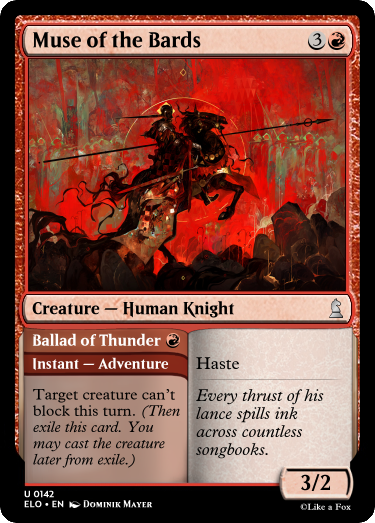 Muse of the Bards 3
Creature — Human Knight
Ballad of Thunder
Instant — Adventure
Target creature can't
block this turn. (Then
exile this card. You
may cast the creature
later from exile.)
Haste
Every thrust of his
lance spills ink
across countless
songbooks.
3/2
U 0142
ELO • EN DOMINIK MAYER
©Like a Fox